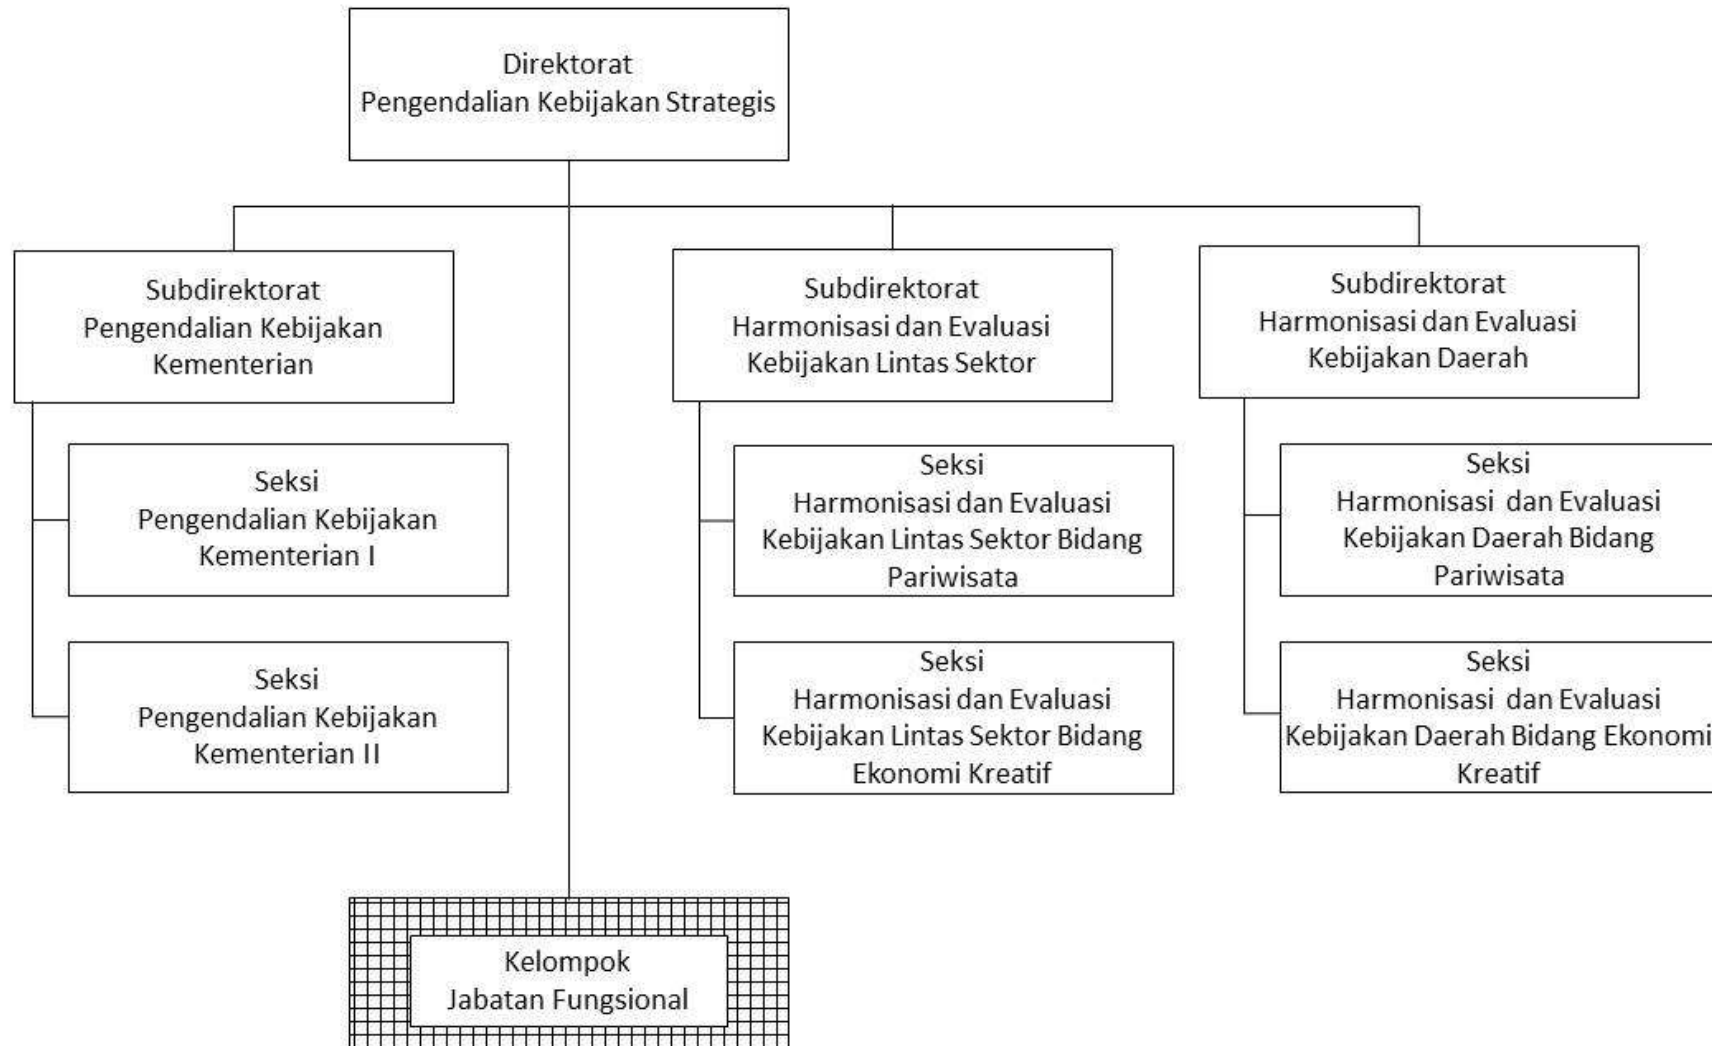 Direktorat
Pengendalian Kebijakan Strategis
Subdirektorat
Pengendalian Kebijakan
Kementerian
Subdirektorat
Harmonisasi dan Evaluasi
Kebijakan Lintas Sektor
Subdirektorat
Harmonisasi dan Evaluasi
Kebijakan Daerah
Seksi
Pengendalian Kebijakan
Kementerian I
Seksi
Harmonisasi dan Evaluasi
Kebijakan Lintas Sektor Bidang
Pariwisata
Seksi
Harmonisasi dan Evaluasi
Kebijakan Daerah Bidang
Pariwisata
Seksi
Pengendalian Kebijakan
Kementerian II
Seksi
Harmonisasi dan Evaluasi
Kebijakan Lintas Sektor Bidang
Ekonomi Kreatif
Seksi
Harmonisasi dan Evaluasi
Kebijakan Daerah Bidang Ekonomi
Kreatif
Kelompok
Jabatan Fungsional